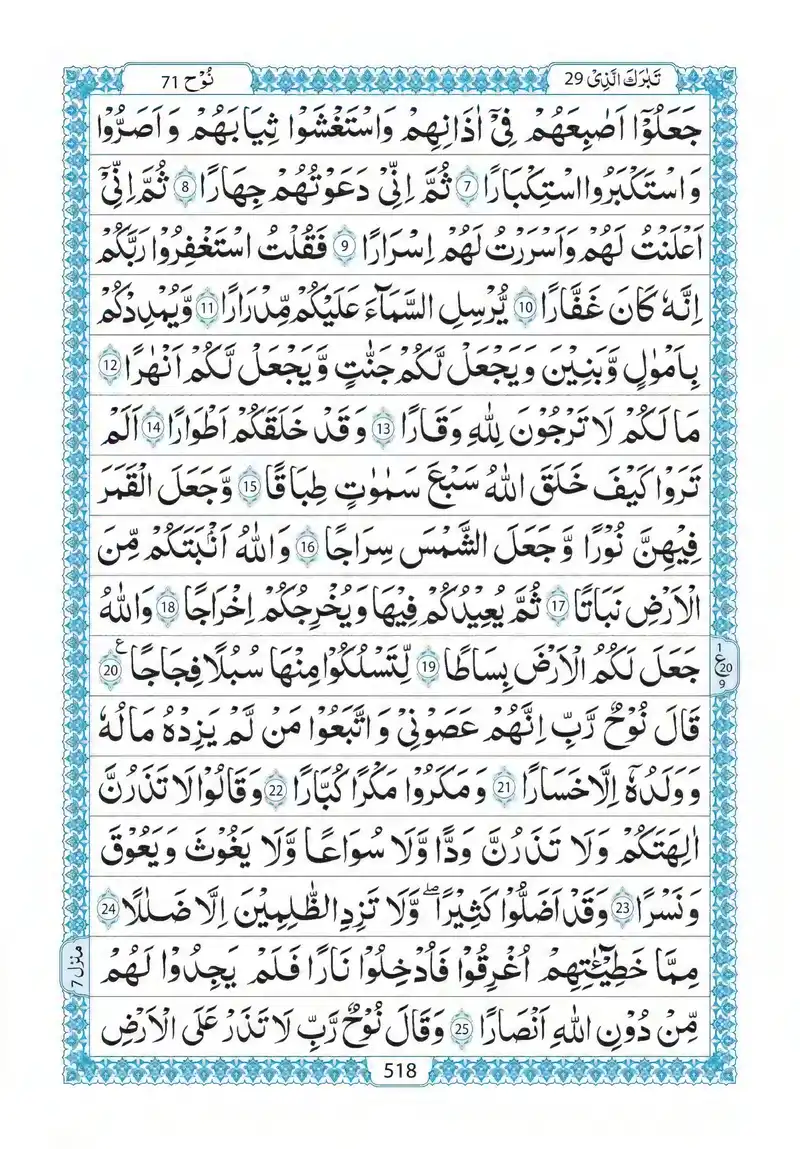 تَبٰرَكَ الَّذِیْ 29
نُوْح 71
جَعَلُوْۤا اَصَابِعَهُمْ فِیْۤ اٰذَانِهِمْ وَاسْتَغْشَوْا ثِیَابَهُمْ وَ اَصَرُّوْا
وَاسْتَكْبَرُوا اسْتِكْبَارًا 7 ثُمَّ اِنِّیْ دَعَوْتُهُمْ جِهَارًا 8 ثُمَّ اِنِّیْۤ
اَعْلَنْتُ لَهُمْ وَاَسْرَرْتُ لَهُمْ اِسْرَارًا 9 فَقُلْتُ اسْتَغْفِرُوْا رَبَّكُمْ
اِنَّهٗ كَانَ غَفَّارًا 10 یُّرْسِلِ السَّمَآءَ عَلَیْكُمْ مِّدْرَارًا 11 وَّیُمْدِدْكُمْ
بِاَمْوٰلٍ وَّبَنِیْنَ وَیَجْعَلْ لَّكُمْ جَنّٰتٍ وَّیَجْعَلْ لَّكُمْ اَنْهٰرًا 12
مَا لَكُمْ لَا تَرْجُوْنَ لِلّٰهِ وَقَارًا 13 وَقَدْ خَلَقَكُمْ اَطْوَارًا 14 اَلَمْ
تَرَوْا كَیْفَ خَلَقَ اللّٰهُ سَبْعَ سَمٰوٰتٍ طِبَاقًا 15 وَّجَعَلَ الْقَمَرَ
فِیْهِنَّ نُوْرًا وَّجَعَلَ الشَّمْسَ سِرَاجًا 16 وَاللّٰهُ اَنْۢبَتَكُمْ مِّنَ
الْاَرْضِ نَبَاتًا 17 ثُمَّ یُعِیْدُكُمْ فِیْهَا وَیُخْرِجُكُمْ اِخْرَاجًا 18 وَاللّٰهُ
جَعَلَ لَكُمُ الْاَرْضَ بِسَاطًا 19 لِّتَسْلُكُوْا مِنْهَا سُبُلًا فِجَاجًا 20 ع
1 ع 20 9
قَالَ نُوْحٌ رَّبِّ اِنَّهُمْ عَصَوْنِیْ وَاتَّبَعُوْا مَنْ لَّمْ یَزِدْهُ مَالُهٗ
وَوَلَدُهٗۤ اِلَّا خَسَارًا 21 وَمَكَرُوْا مَكْرًا كُبَّارًا 22 وَقَالُوْا لَا تَذَرُنَّ
اٰلِهَتَكُمْ وَلَا تَذَرُنَّ وَدًّا وَّلَا سُوَاعًا وَّلَا یَغُوْثَ وَیَعُوْقَ
وَنَسْرًا 23 وَقَدْ اَضَلُّوْا كَثِیْرًا ۖ وَّلَا تَزِدِ الظّٰلِمِیْنَ اِلَّا ضَلٰلًا 24
مِمَّا خَطِیْٓـٰٔتِهِمْ اُغْرِقُوْا فَاُدْخِلُوْا نَارًا فَلَمْ یَجِدُوْا لَهُمْ
منزل 7
مِّنْ دُوْنِ اللّٰهِ اَنْصَارًا 25 وَقَالَ نُوْحٌ رَّبِّ لَا تَذَرْ عَلَی الْاَرْضِ
518